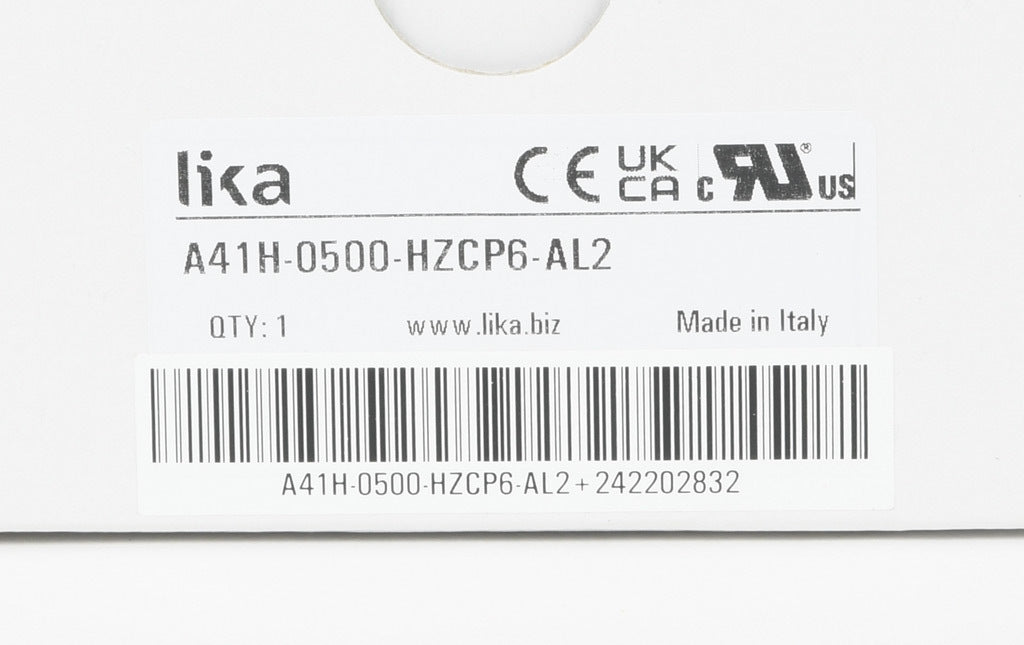 lika CE UK CA c RU® US
A41H-0500-HZCP6-AL2
QTY: 1 www.lika.biz Made in Italy
A41H-0500-HZCP6-AL2+242202832